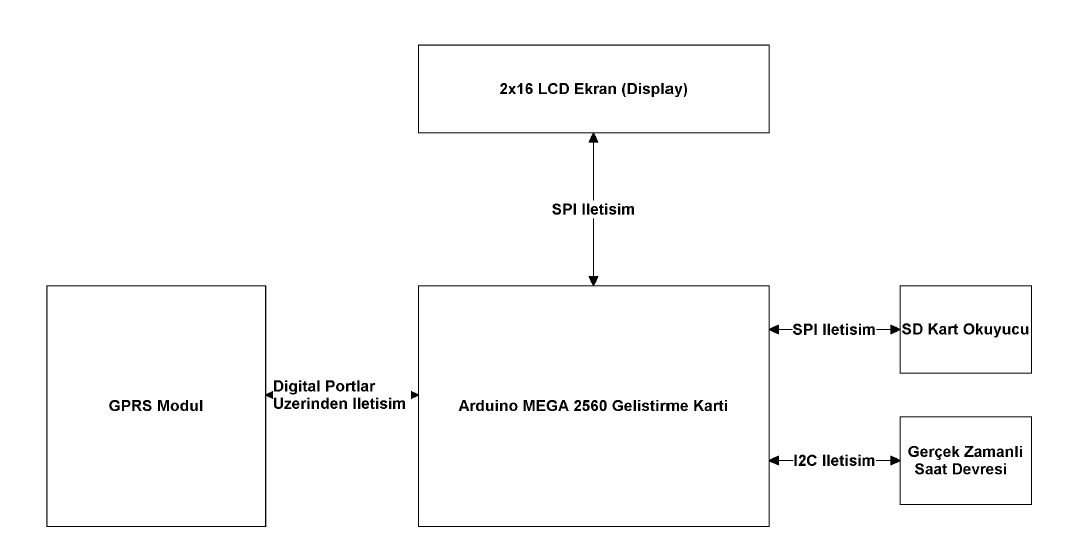 2x16 LCD Ekran (Display)
SPI Iletisim
GPRS Modul
Digital Portlar
Uzerinden Iletisim
Arduino MEGA 2560 Gelistirme Karti
SPI Iletisim
SD Kart Okuyucu
I2C Iletisim
Gerçek Zamanli
Saat Devresi